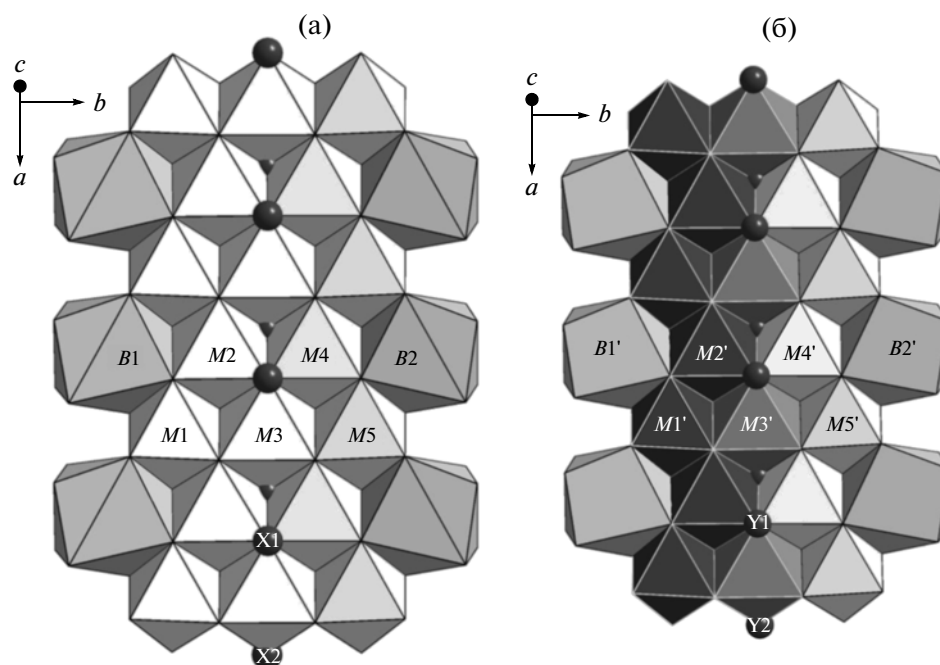 (а) (б)
c c
b b
a a
B1 M2 M4 B2 B1' M2' M4' B2'
M1 M3 M5 M1' M3' M5'
X1 Y1
X2 Y2